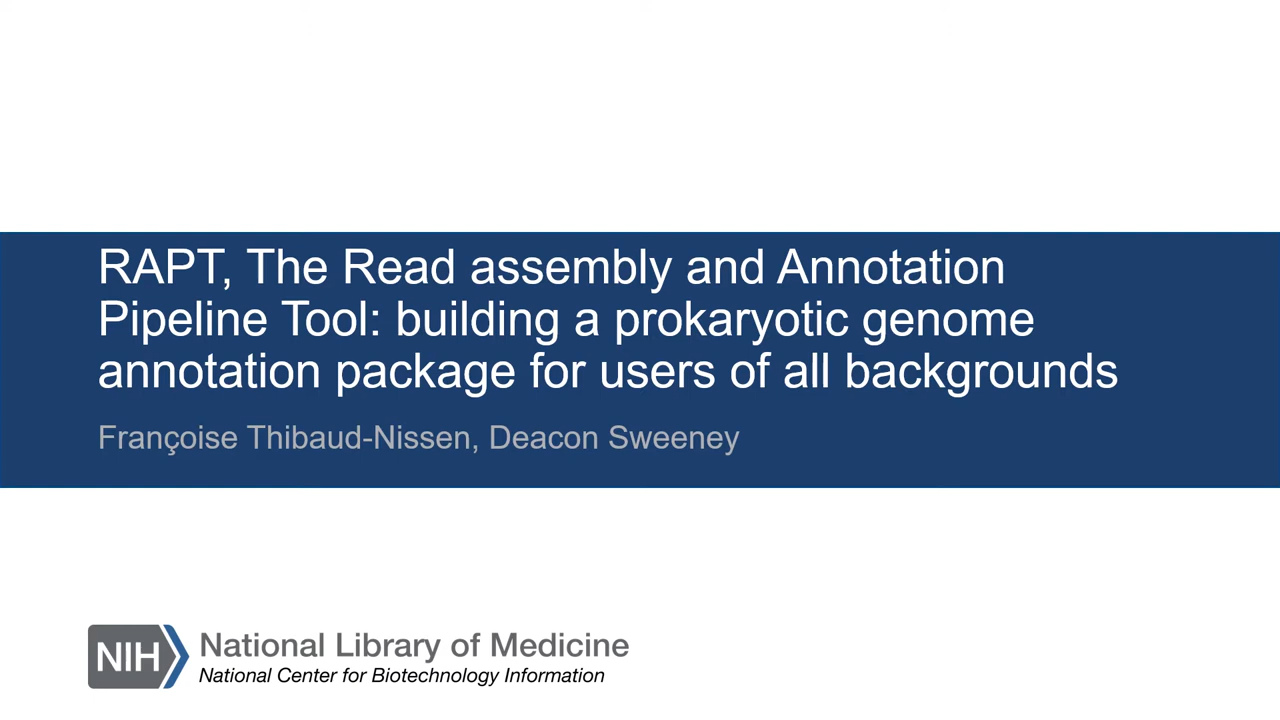 RAPT, The Read assembly and Annotation
Pipeline Tool: building a prokaryotic genome
annotation package for users of all backgrounds
Françoise Thibaud-Nissen, Deacon Sweeney
NIH National Library of Medicine
National Center for Biotechnology Information